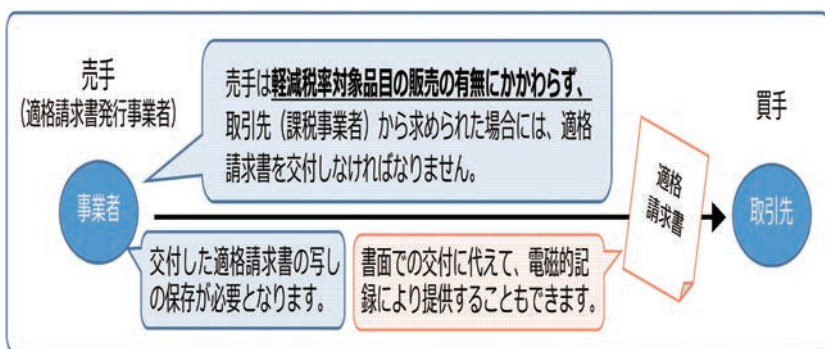 売手
（適格請求書発行事業者）
事業者
売手は軽減税率対象品目の販売の有無にかかわらず、
取引先（課税事業者）から求められた場合には、適格
請求書を交付しなければなりません。
買手
取引先
適格
請求書
交付した適格請求書の写し
の保存が必要となります。
書面での交付に代えて、電磁的記
録により提供することもできます。